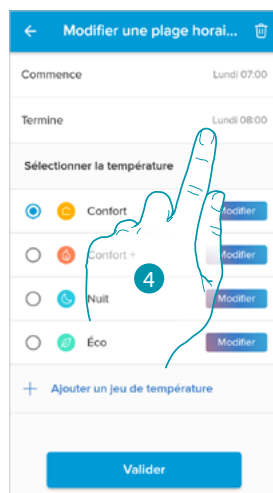 Modifier une plage horai...
Commence Lundi 07:00
Termine Lundi 08:00
Sélectionner la température
Confort Modifier
Confort + Modifier
4
Nuit Modifier
Éco Modifier
+ Ajouter un jeu de température
Valider